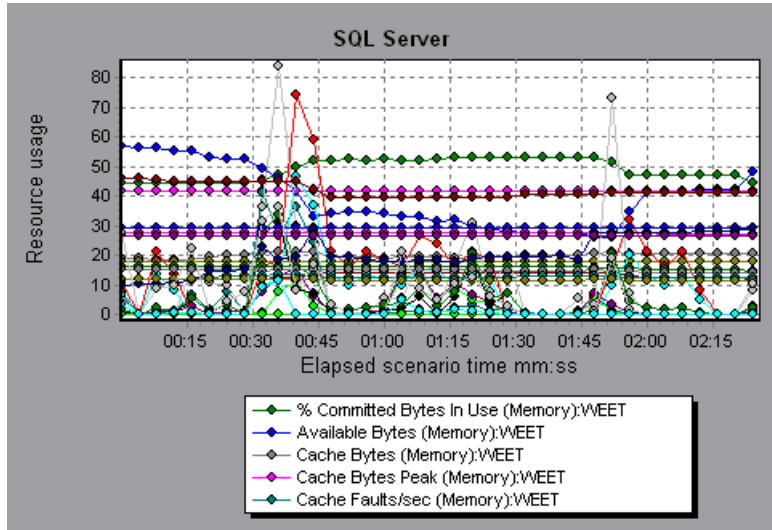 SQL Server
80
70
60
50
40
30
20
10
0
Resource usage
00:15 00:30 00:45 01:00 01:15 01:30 01:45 02:00 02:15
Elapsed scenario time mm:ss
% Committed Bytes In Use (Memory):WEET
Available Bytes (Memory):WEET
Cache Bytes (Memory):WEET
Cache Bytes Peak (Memory):WEET
Cache Faults/sec (Memory):WEET